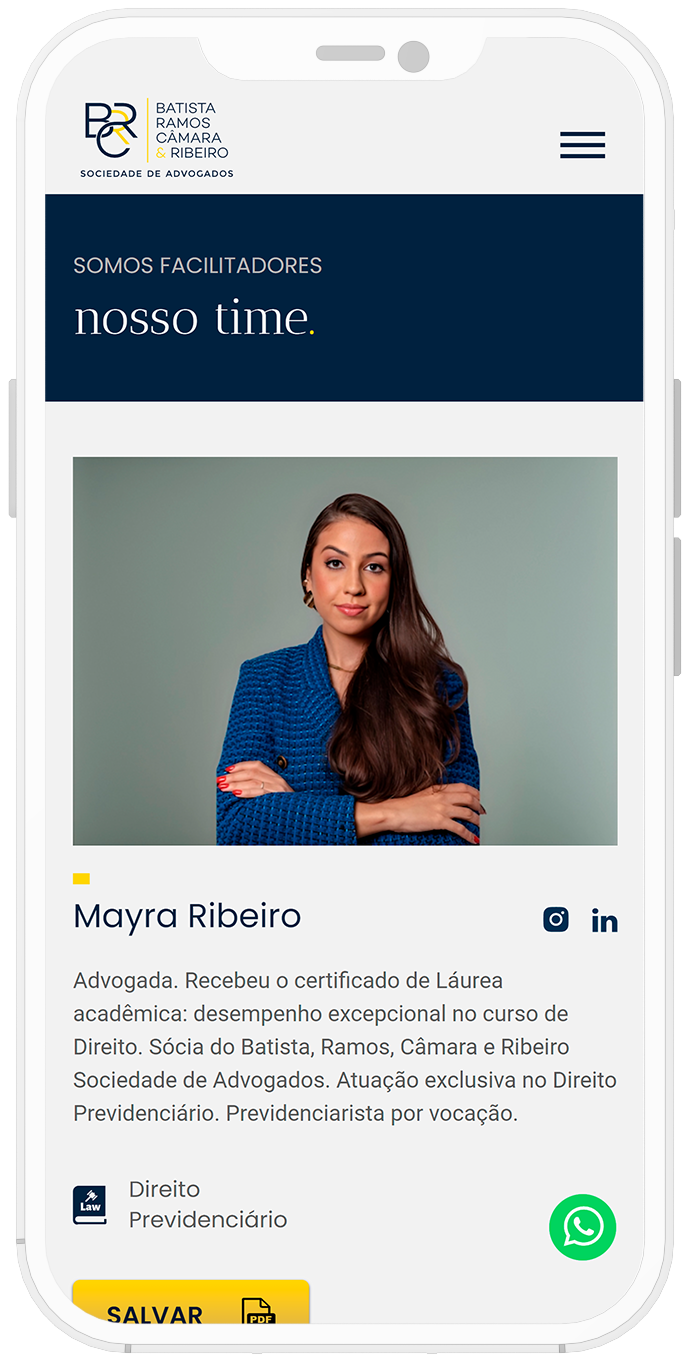 BRC
BATISTA
RAMOS
CÂMARA
& RIBEIRO
SOCIEDADE DE ADVOGADOS
SOMOS FACILITADORES
nosso time.
Mayra Ribeiro
in
Advogada. Recebeu o certificado de Láurea
acadêmica: desempenho excepcional no curso de
Direito. Sócia do Batista, Ramos, Câmara e Ribeiro
Sociedade de Advogados. Atuação exclusiva no Direito
Previdenciário. Previdenciarista por vocação.
Law
Direito
Previdenciário
SALVAR
PDF